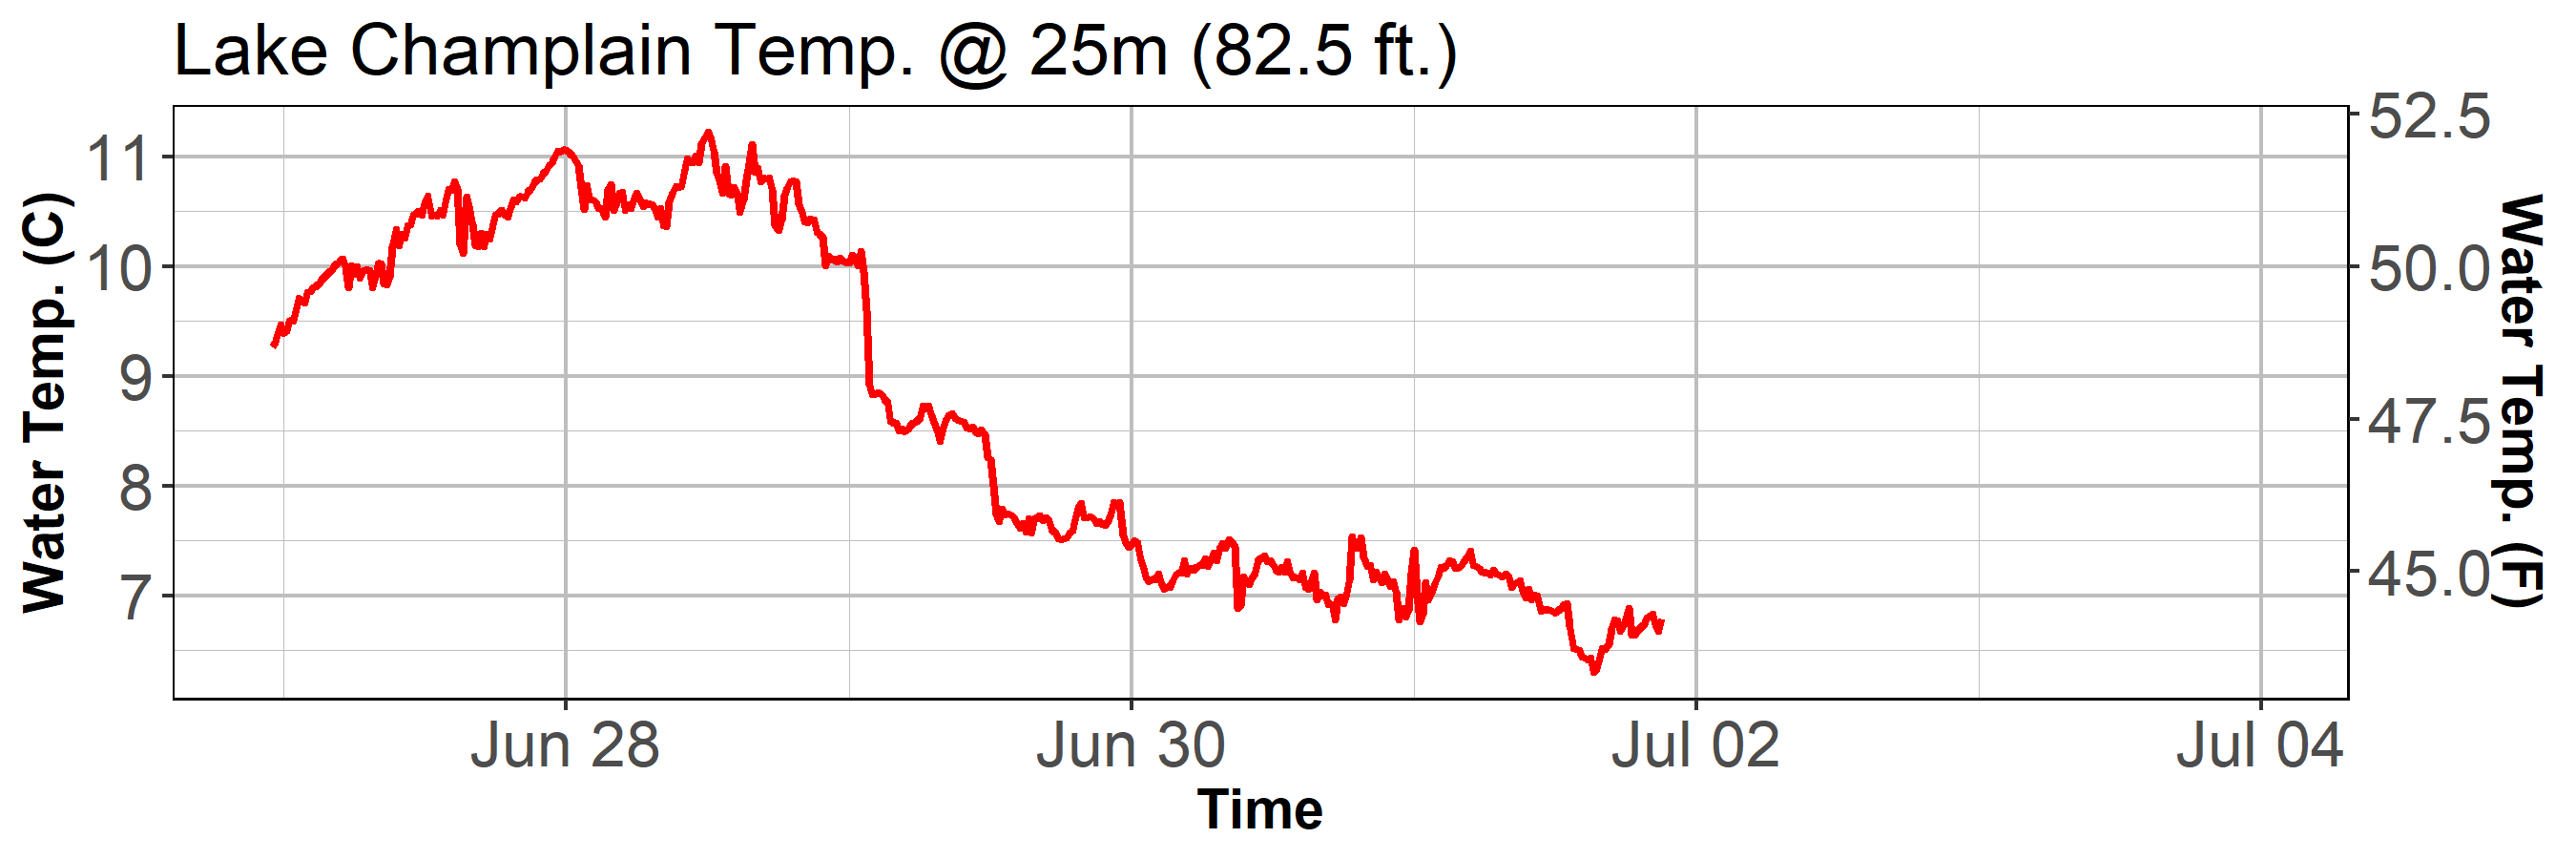 Lake Champlain Temp. @ 25m (82.5 ft.)
Water Temp. (C)
11
10
9
8
7
52.5
50.0
47.5
45.0
Water Temp. (F)
Jun 28 Jun 30 Jul 02 Jul 04
Time